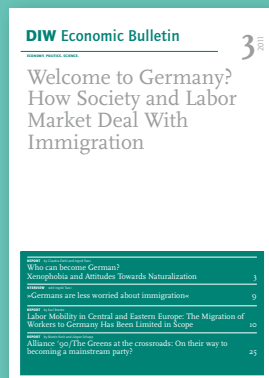 DIW Economic Bulletin
ECONOMY. POLITICS. SCIENCE.
3
2011
Welcome to Germany?
How Society and Labor
Market Deal With
Immigration
REPORT by Claudia Diehl and Ingrid Tucci
Who can become German?
Xenophobia and Attitudes Towards Naturalization 3
INTERVIEW with Ingrid Tucci
»Germans are less worried about immigration« 9
REPORT by Karl Brenke
Labor Mobility in Central and Eastern Europe: The Migration of
Workers to Germany Has Been Limited in Scope 10
REPORT by Martin Kroh and Jürgen Schupp
Alliance '90/The Greens at the crossroads: On their way to
becoming a mainstream party? 25